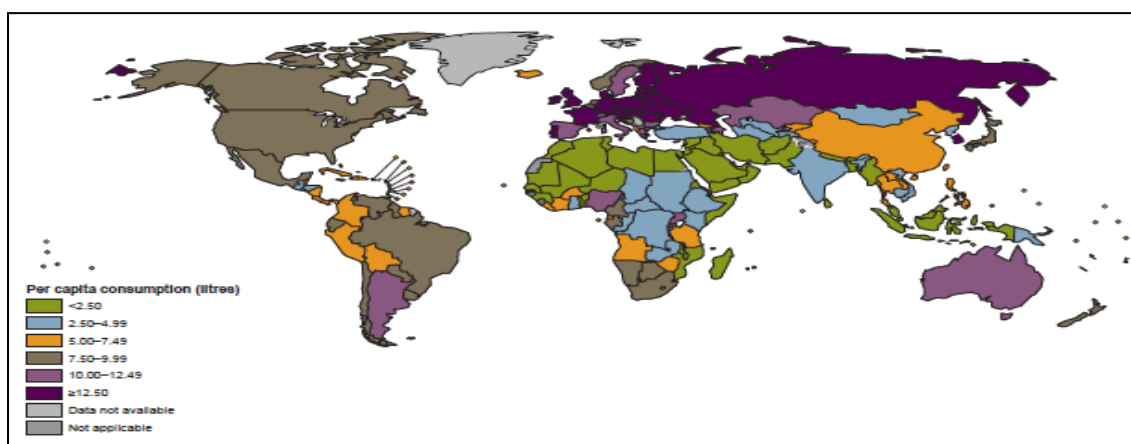 Per capita consumption (litres)
<2.50
2.50–4.99
5.00–7.49
7.50–9.99
10.00–12.49
≥12.50
Data not available
Not applicable